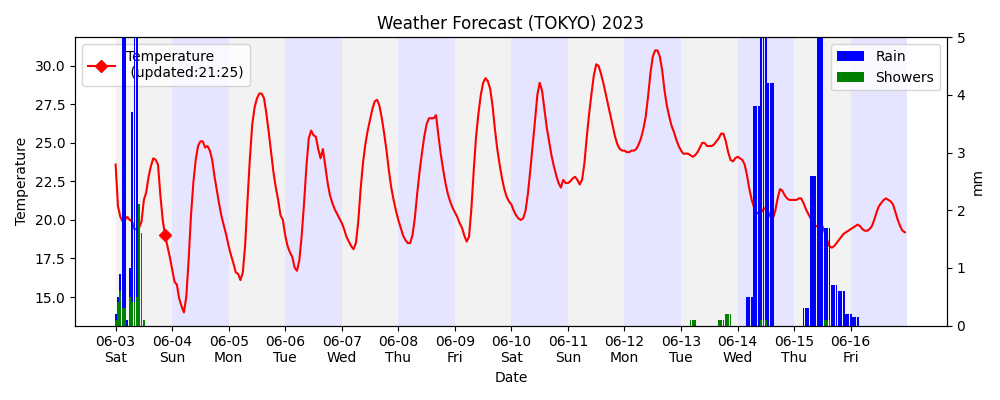 Weather Forecast (TOKYO) 2023
Temperature
(updated:21:25)
Rain
Showers
30.0
27.5
25.0
22.5
20.0
17.5
15.0
Temperature
5
4
3
2
1
0
mm
06-03 06-04 06-05 06-06 06-07 06-08 06-09 06-10 06-11 06-12 06-13 06-14 06-15 06-16
Sat Sun Mon Tue Wed Thu Fri Sat Sun Mon Tue Wed Thu Fri
Date